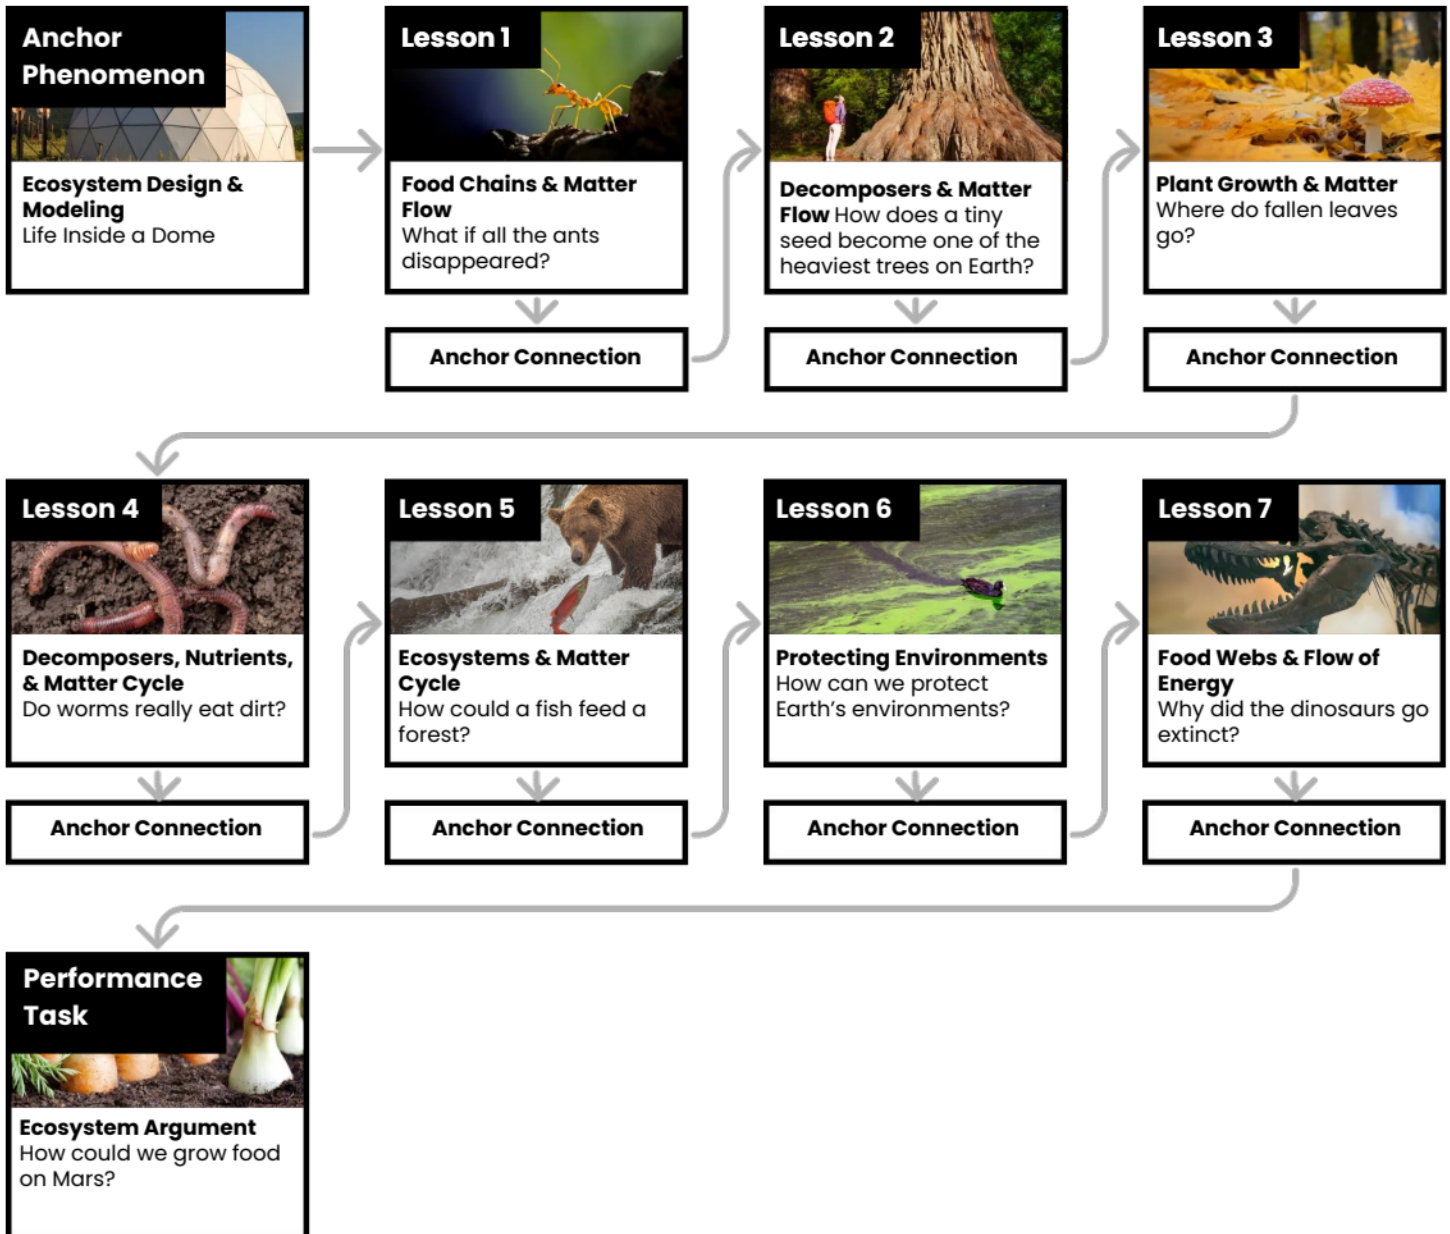 Anchor
Phenomenon
Ecosystem Design &
Modeling
Life Inside a Dome
Lesson 1
Food Chains & Matter
Flow
What if all the ants
disappeared?
Anchor Connection
Lesson 2
Decomposers & Matter
Flow How does a tiny
seed become one of the
heaviest trees on Earth?
Anchor Connection
Lesson 3
Plant Growth & Matter
Where do fallen leaves
go?
Anchor Connection
Lesson 4
Decomposers, Nutrients,
& Matter Cycle
Do worms really eat dirt?
Anchor Connection
Lesson 5
Ecosystems & Matter
Cycle
How could a fish feed a
forest?
Anchor Connection
Lesson 6
Protecting Environments
How can we protect
Earth's environments?
Anchor Connection
Lesson 7
Food Webs & Flow of
Energy
Why did the dinosaurs go
extinct?
Anchor Connection
Performance
Task
Ecosystem Argument
How could we grow food
on Mars?